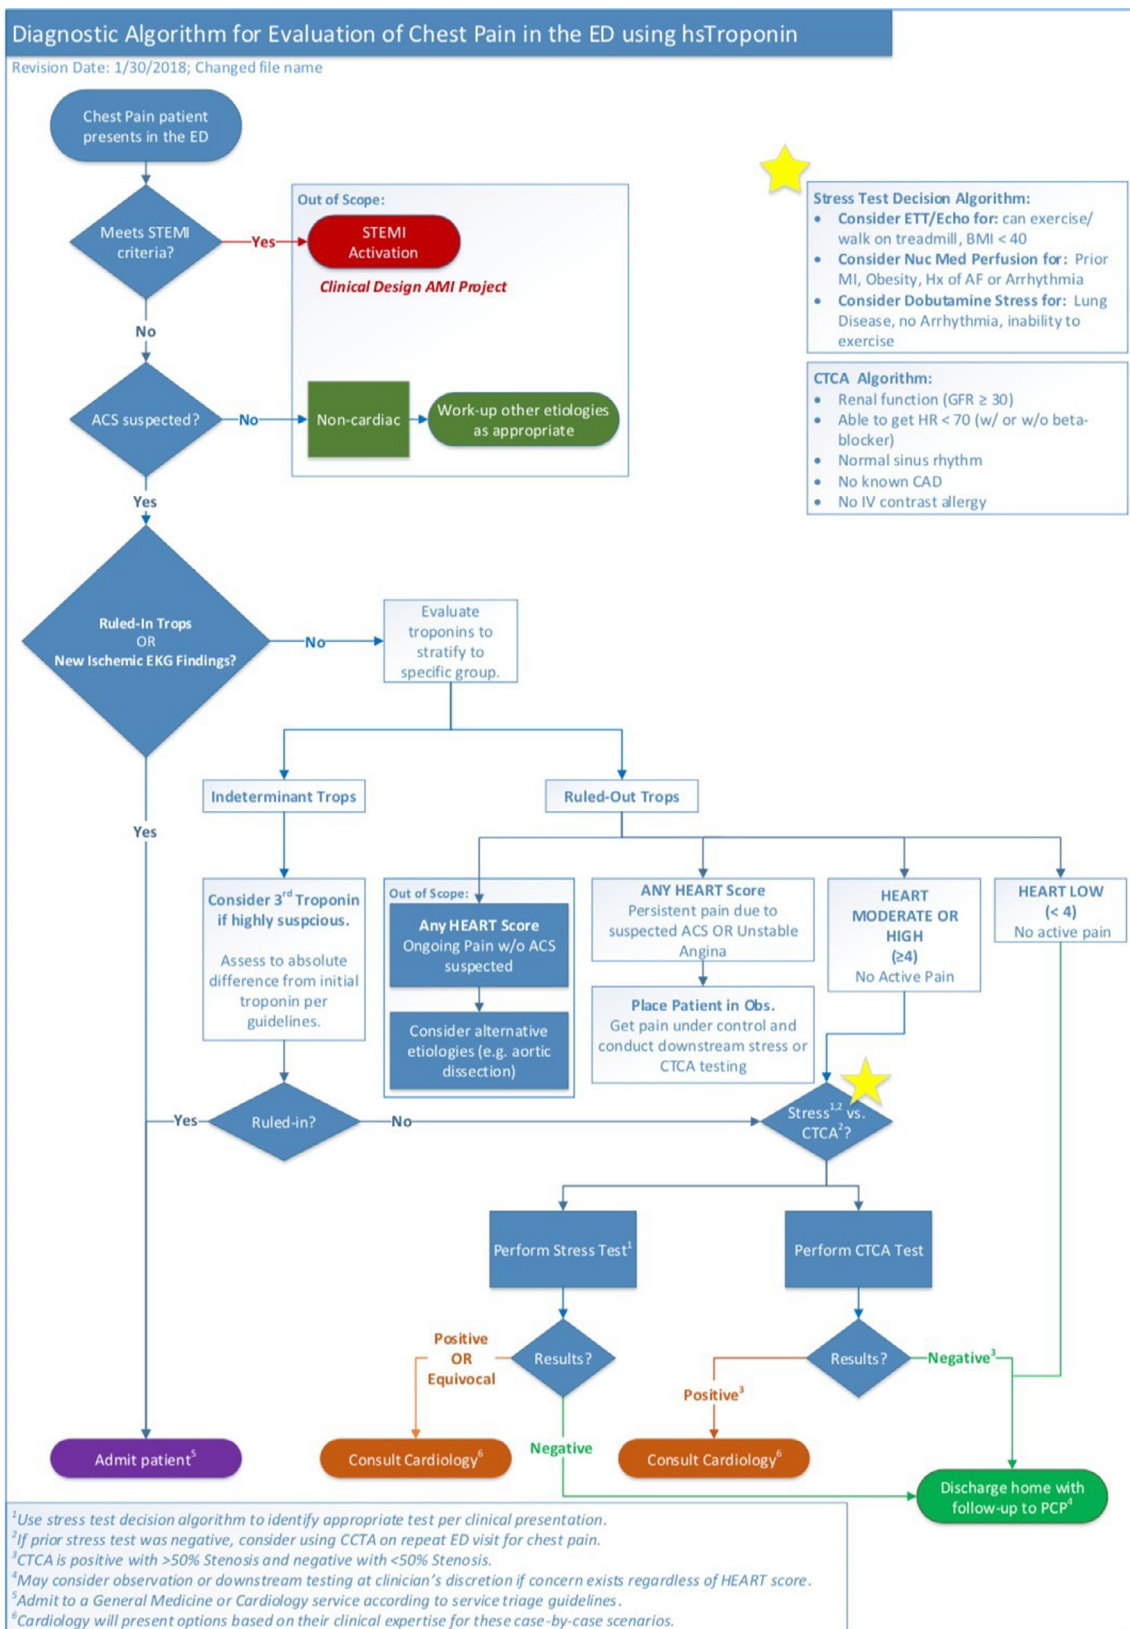 Diagnostic Algorithm for Evaluation of Chest Pain in the ED using hsTroponin
Revision Date: 1/30/2018; Changed file name
Chest Pain patient
presents in the ED
Meets STEMI
criteria?
Yes
Out of Scope:
STEMI
Activation
Clinical Design AMI Project
No
ACS suspected?
No
Non-cardiac
Work-up other etiologies
as appropriate
Stress Test Decision Algorithm:
• Consider ETT/Echo for: can exercise/
walk on treadmill, BMI < 40
• Consider Nuc Med Perfusion for: Prior
MI, Obesity, Hx of AF or Arrhythmia
• Consider Dobutamine Stress for: Lung
Disease, no Arrhythmia, inability to
exercise
CTCA Algorithm:
• Renal function (GFR ≥ 30)
• Able to get HR < 70 (w/ or w/o beta-
blocker)
• Normal sinus rhythm
• No known CAD
• No IV contrast allergy
Yes
Ruled-In Trops
OR
New Ischemic EKG Findings?
No
Evaluate
troponins to
stratify to
specific group.
Yes
Indeterminant Trops
Ruled-Out Trops
Consider 3rd Troponin
if highly suspcious.
Assess to absolute
difference from initial
troponin per
guidelines.
Out of Scope:
Any HEART Score
Ongoing Pain w/o ACS
suspected
Consider alternative
etiologies (e.g. aortic
dissection)
ANY HEART Score
Persistent pain due to
suspected ACS OR Unstable
Angina
Place Patient in Obs.
Get pain under control and
conduct downstream stress or
CTCA testing
HEART
MODERATE OR
HIGH
(≥4)
No Active Pain
HEART LOW
(< 4)
No active pain
Yes
Ruled-in?
No
Stress1,2 vs.
CTCA2?
Perform Stress Test1
Perform CTCA Test
Positive
OR
Equivocal
Results?
Results?
Negative3
Positive3
Negative
Admit patient5
Consult Cardiology6
Consult Cardiology6
Discharge home with
follow-up to PCP4
1Use stress test decision algorithm to identify appropriate test per clinical presentation.
2If prior stress test was negative, consider using CCTA on repeat ED visit for chest pain.
3CTCA is positive with >50% Stenosis and negative with <50% Stenosis.
4May consider observation or downstream testing at clinician's discretion if concern exists regardless of HEART score.
5Admit to a General Medicine or Cardiology service according to service triage guidelines.
6Cardiology will present options based on their clinical expertise for these case-by-case scenarios.